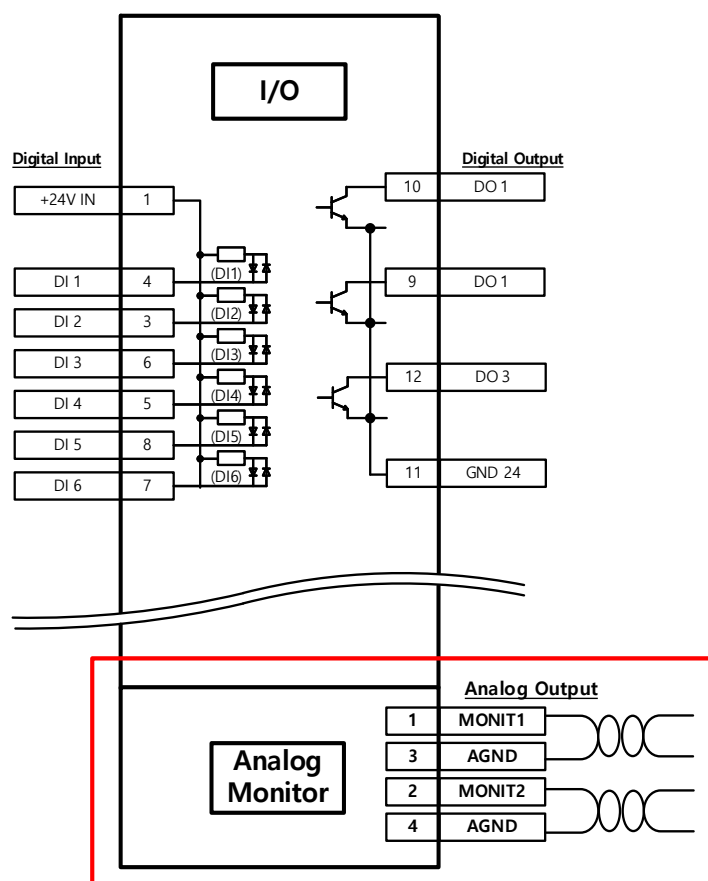 I/O
Digital Input
Digital Output
+24V IN 1
10 DO 1
(DI1)
DI 1 4
9 DO 1
(DI2)
DI 2 3
(DI3)
DI 3 6
12 DO 3
(DI4)
DI 4 5
(DI5)
DI 5 8
(DI6)
DI 6 7
11 GND 24
Analog Output
1 MONIT1
Analog
Monitor
3 AGND
2 MONIT2
4 AGND